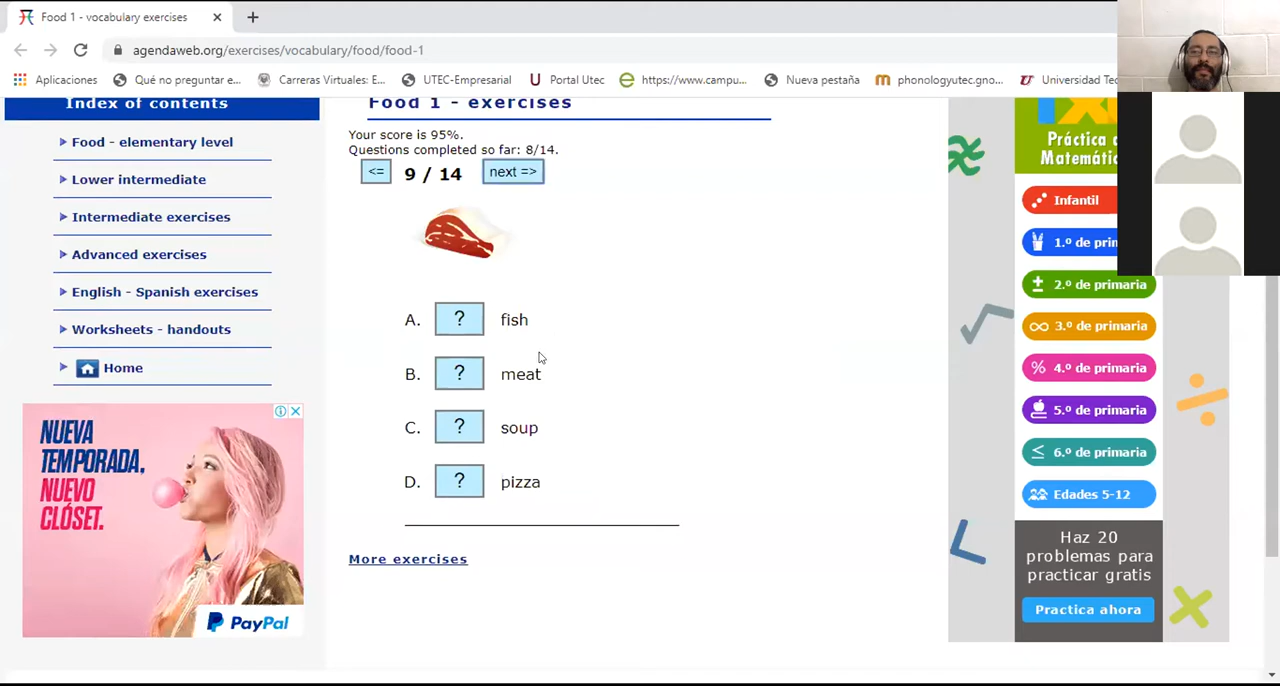 Food 1 - vocabulary exercises
agendaweb.org/exercises/vocabulary/food/food-1
Aplicaciones
Qué no preguntar e...
Carreras Virtuales: E...
UTEC-Empresarial
Portal Utec
https://www.campu...
Nueva pestaña
phonologyutec.gno...
Universidad Tec
Index of contents
Food - elementary level
Lower intermediate
Intermediate exercises
Advanced exercises
English - Spanish exercises
Worksheets - handouts
Home
NUEVA
TEMPORADA,
NUEVO
CLÓSET.
PayPal
Food 1 - exercises
Your score is 95%.
Questions completed so far: 8/14.
<=
9 / 14
next =>
A. ? fish
B. ? meat
C. ? soup
D. ? pizza
More exercises
Práctica
Matemátic
Infantil
1.º de prim
2.º de primaria
3.º de primaria
4.º de primaria
5.º de primaria
6.º de primaria
Edades 5-12
Haz 20
problemas para
practicar gratis
Practica ahora